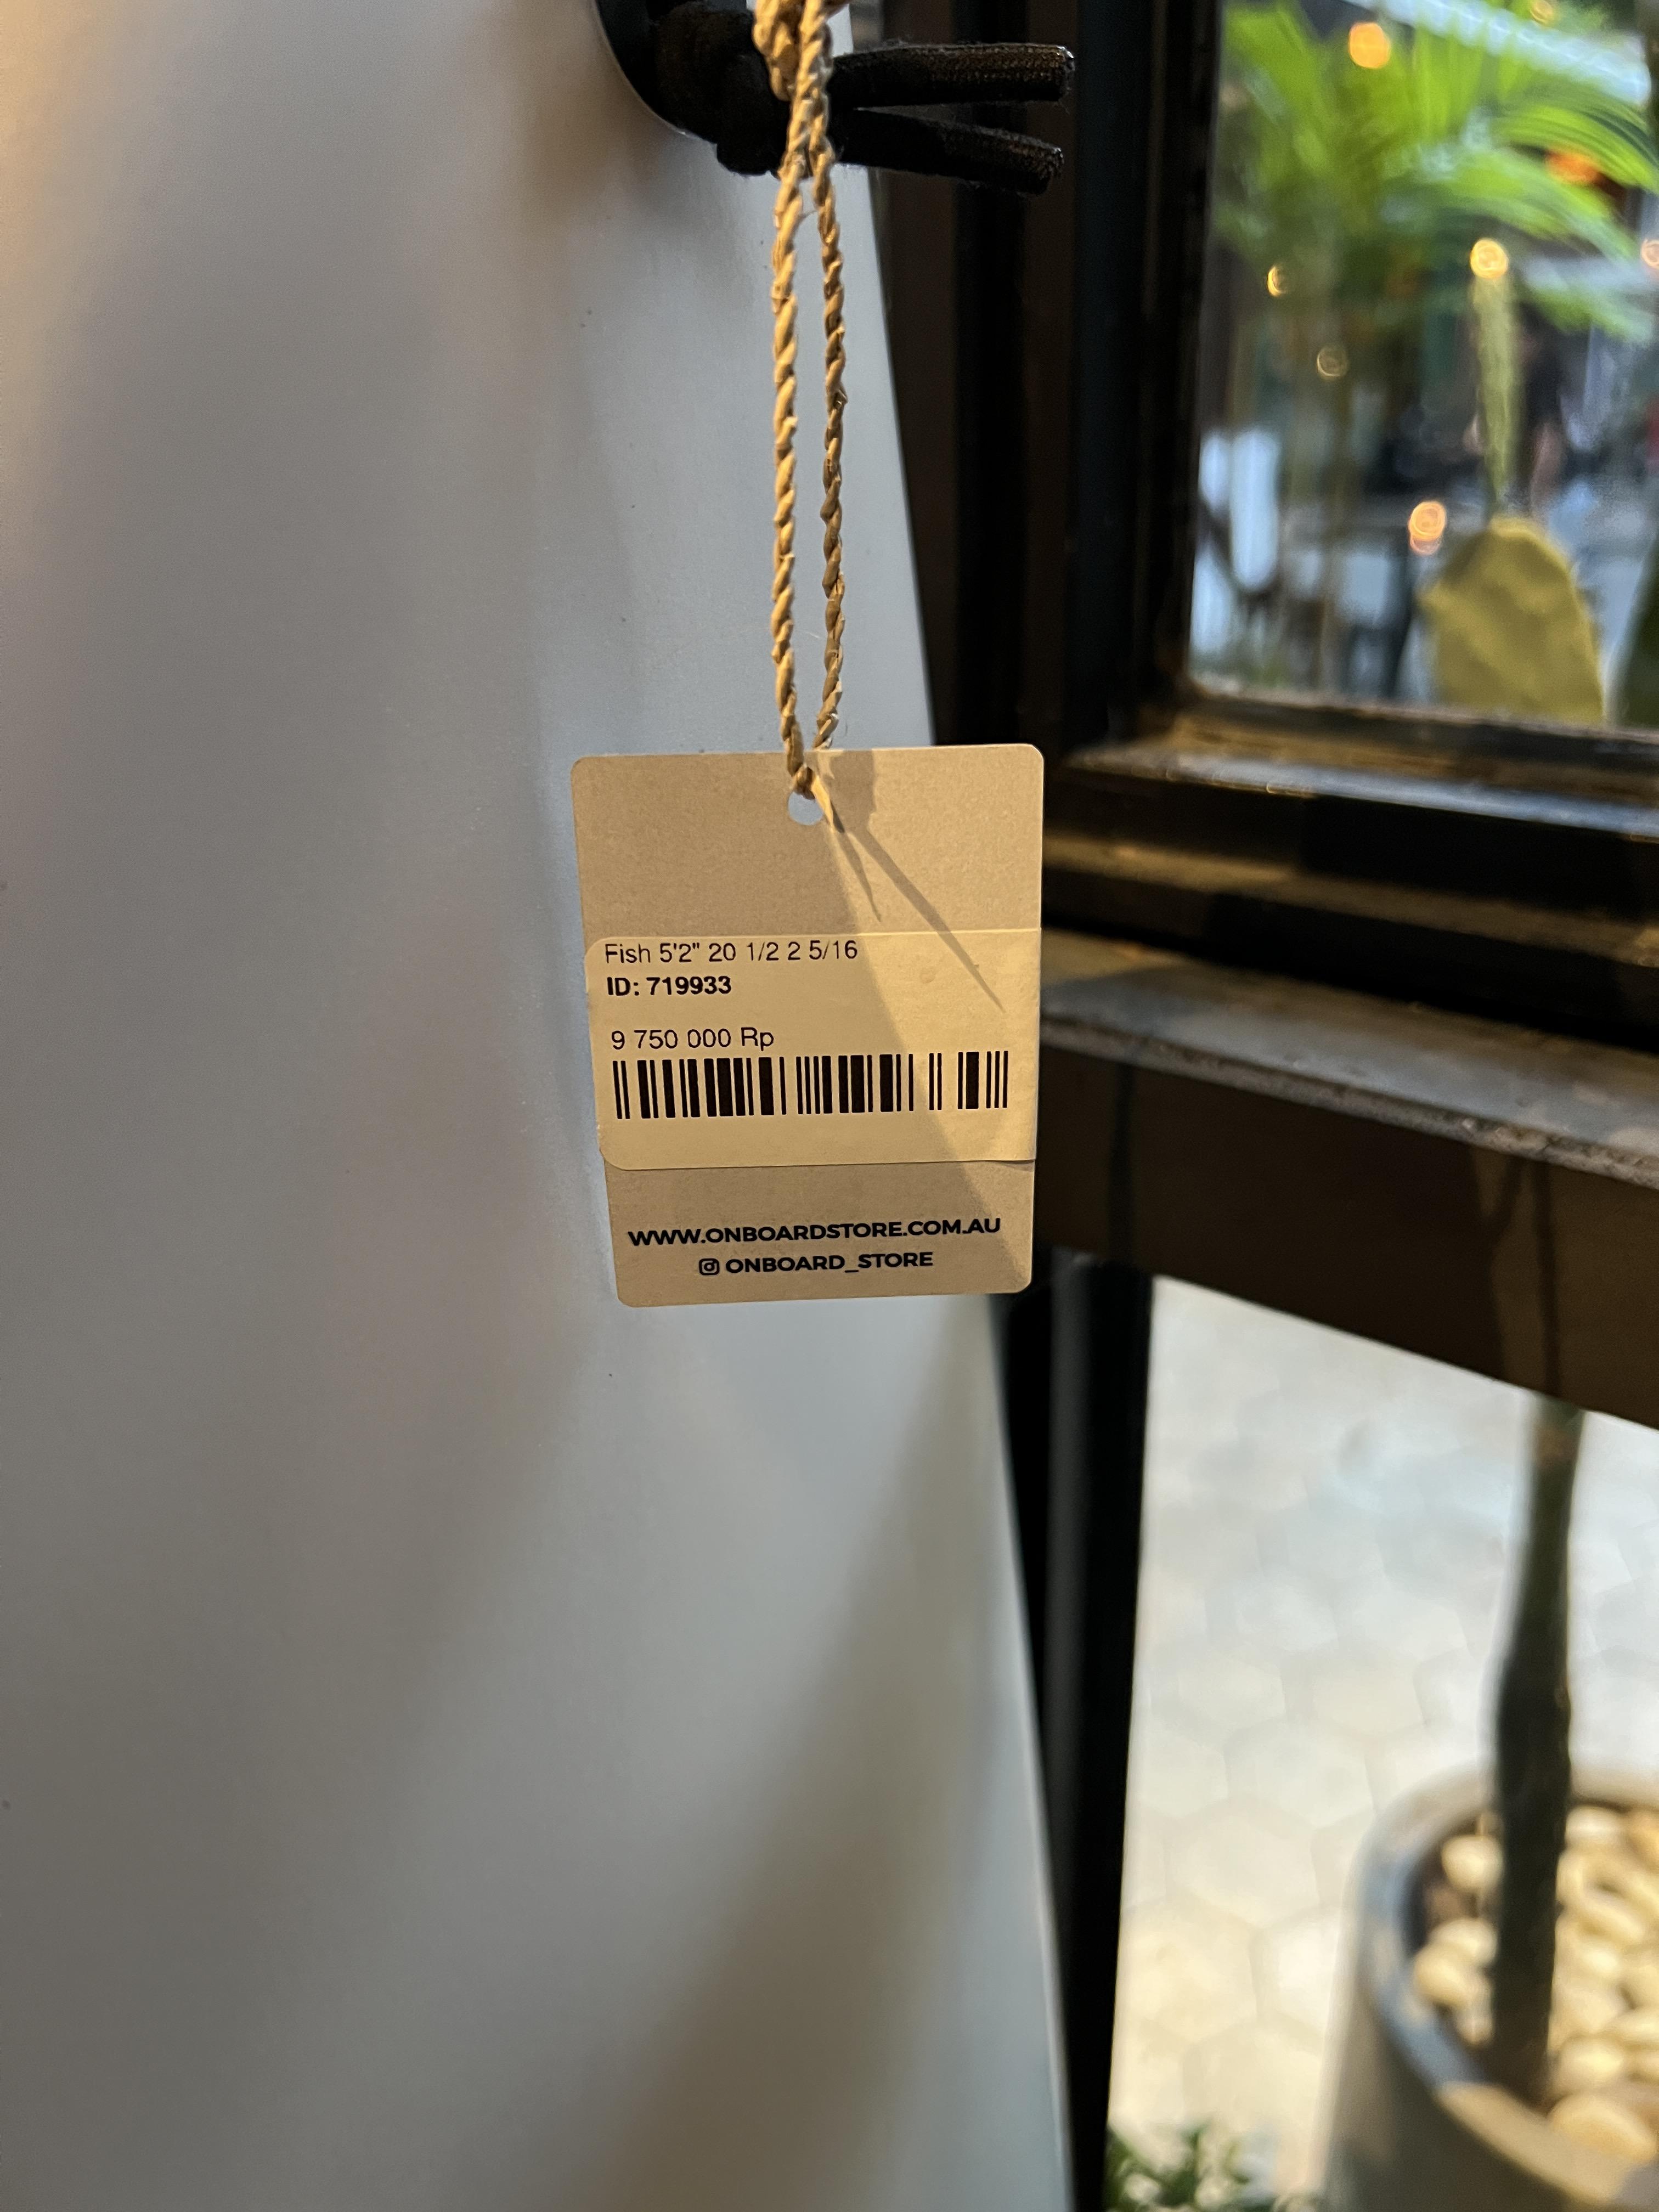 Fish 5'2" 20 1/2 2 5/16
ID: 719933
9 750 000 Rp
WWW.ONBOARDSTORE.COM.AU
ONBOARD_STORE